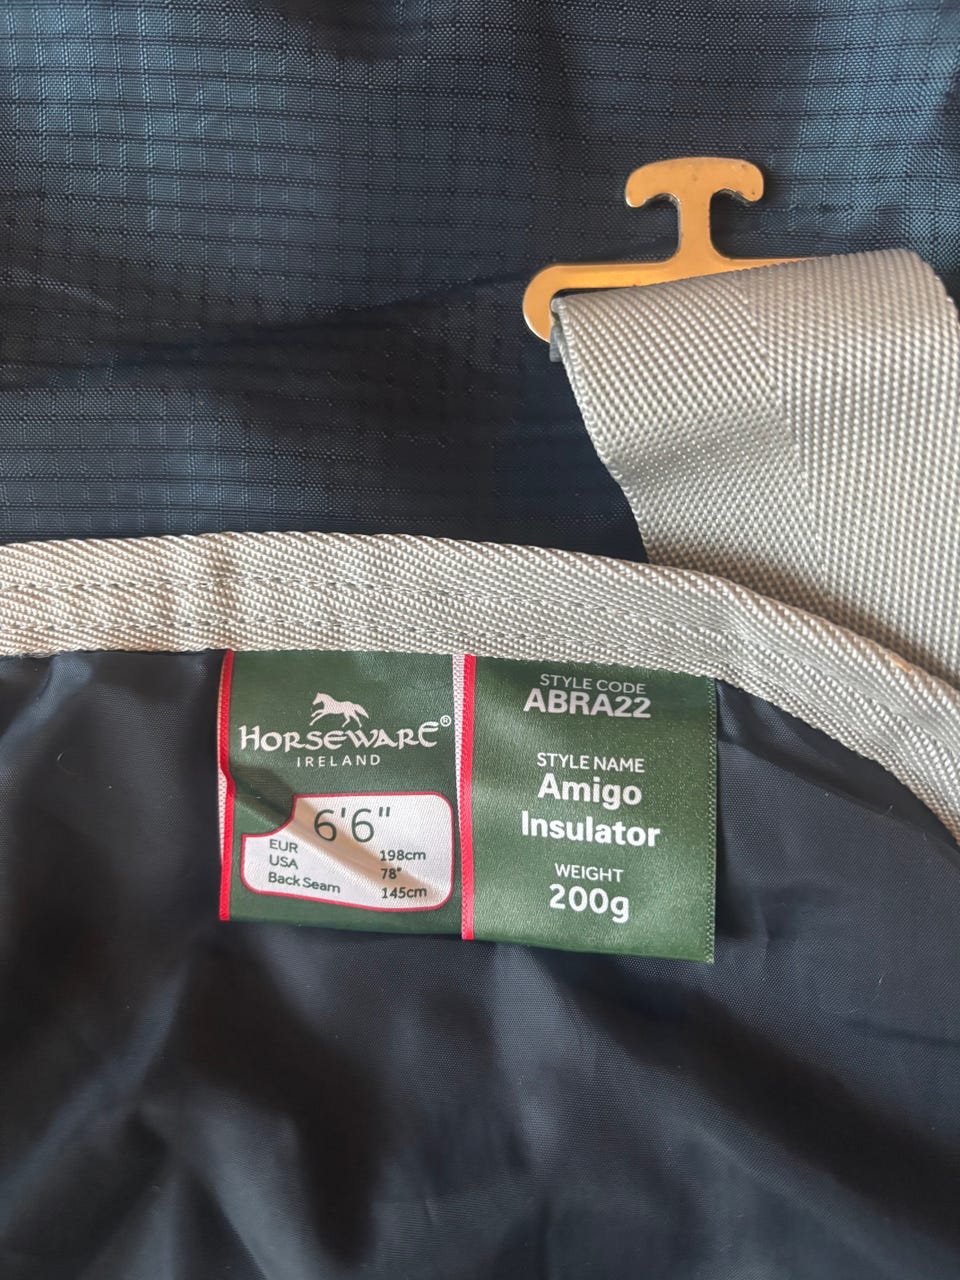 HORSEWARE®
IRELAND
6'6"
EUR 198cm
USA 78"
Back Seam 145cm
STYLE CODE
ABRA22
STYLE NAME
Amigo
Insulator
WEIGHT
200g